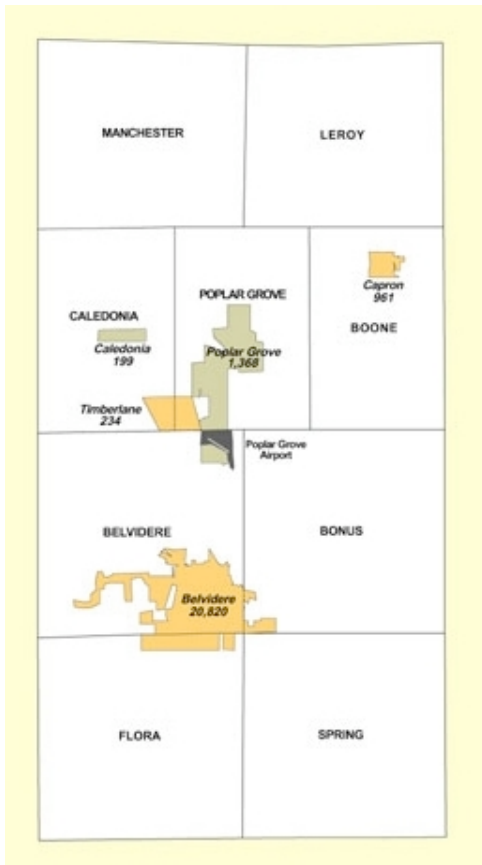 MANCHESTER
LEROY
POPLAR GROVE
CALEDONIA
Caledonia
199
Poplar Grove
1,368
Capron
961
BOONE
Timberlane
234
Poplar Grove
Airport
BELVIDERE
BONUS
Belvidere
20,820
FLORA
SPRING